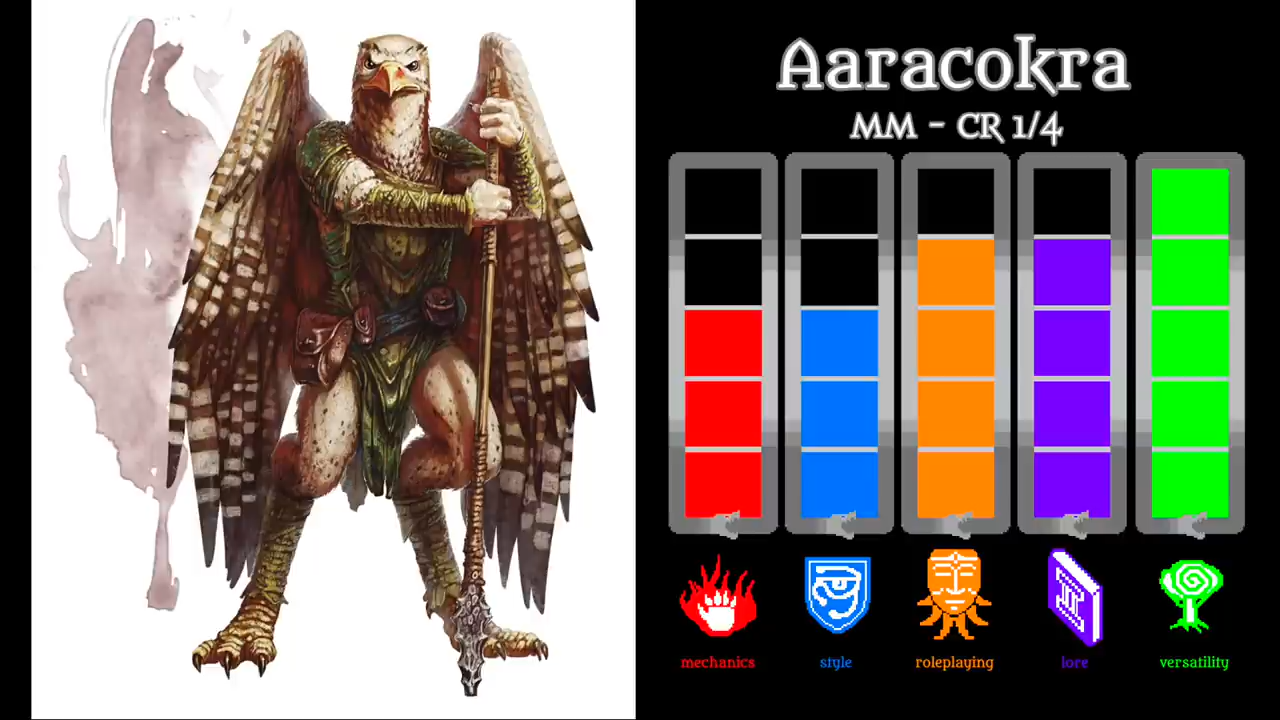 Aaracokra
MM - CR 1/4
mechanics
style
roleplaying
lore
versatility